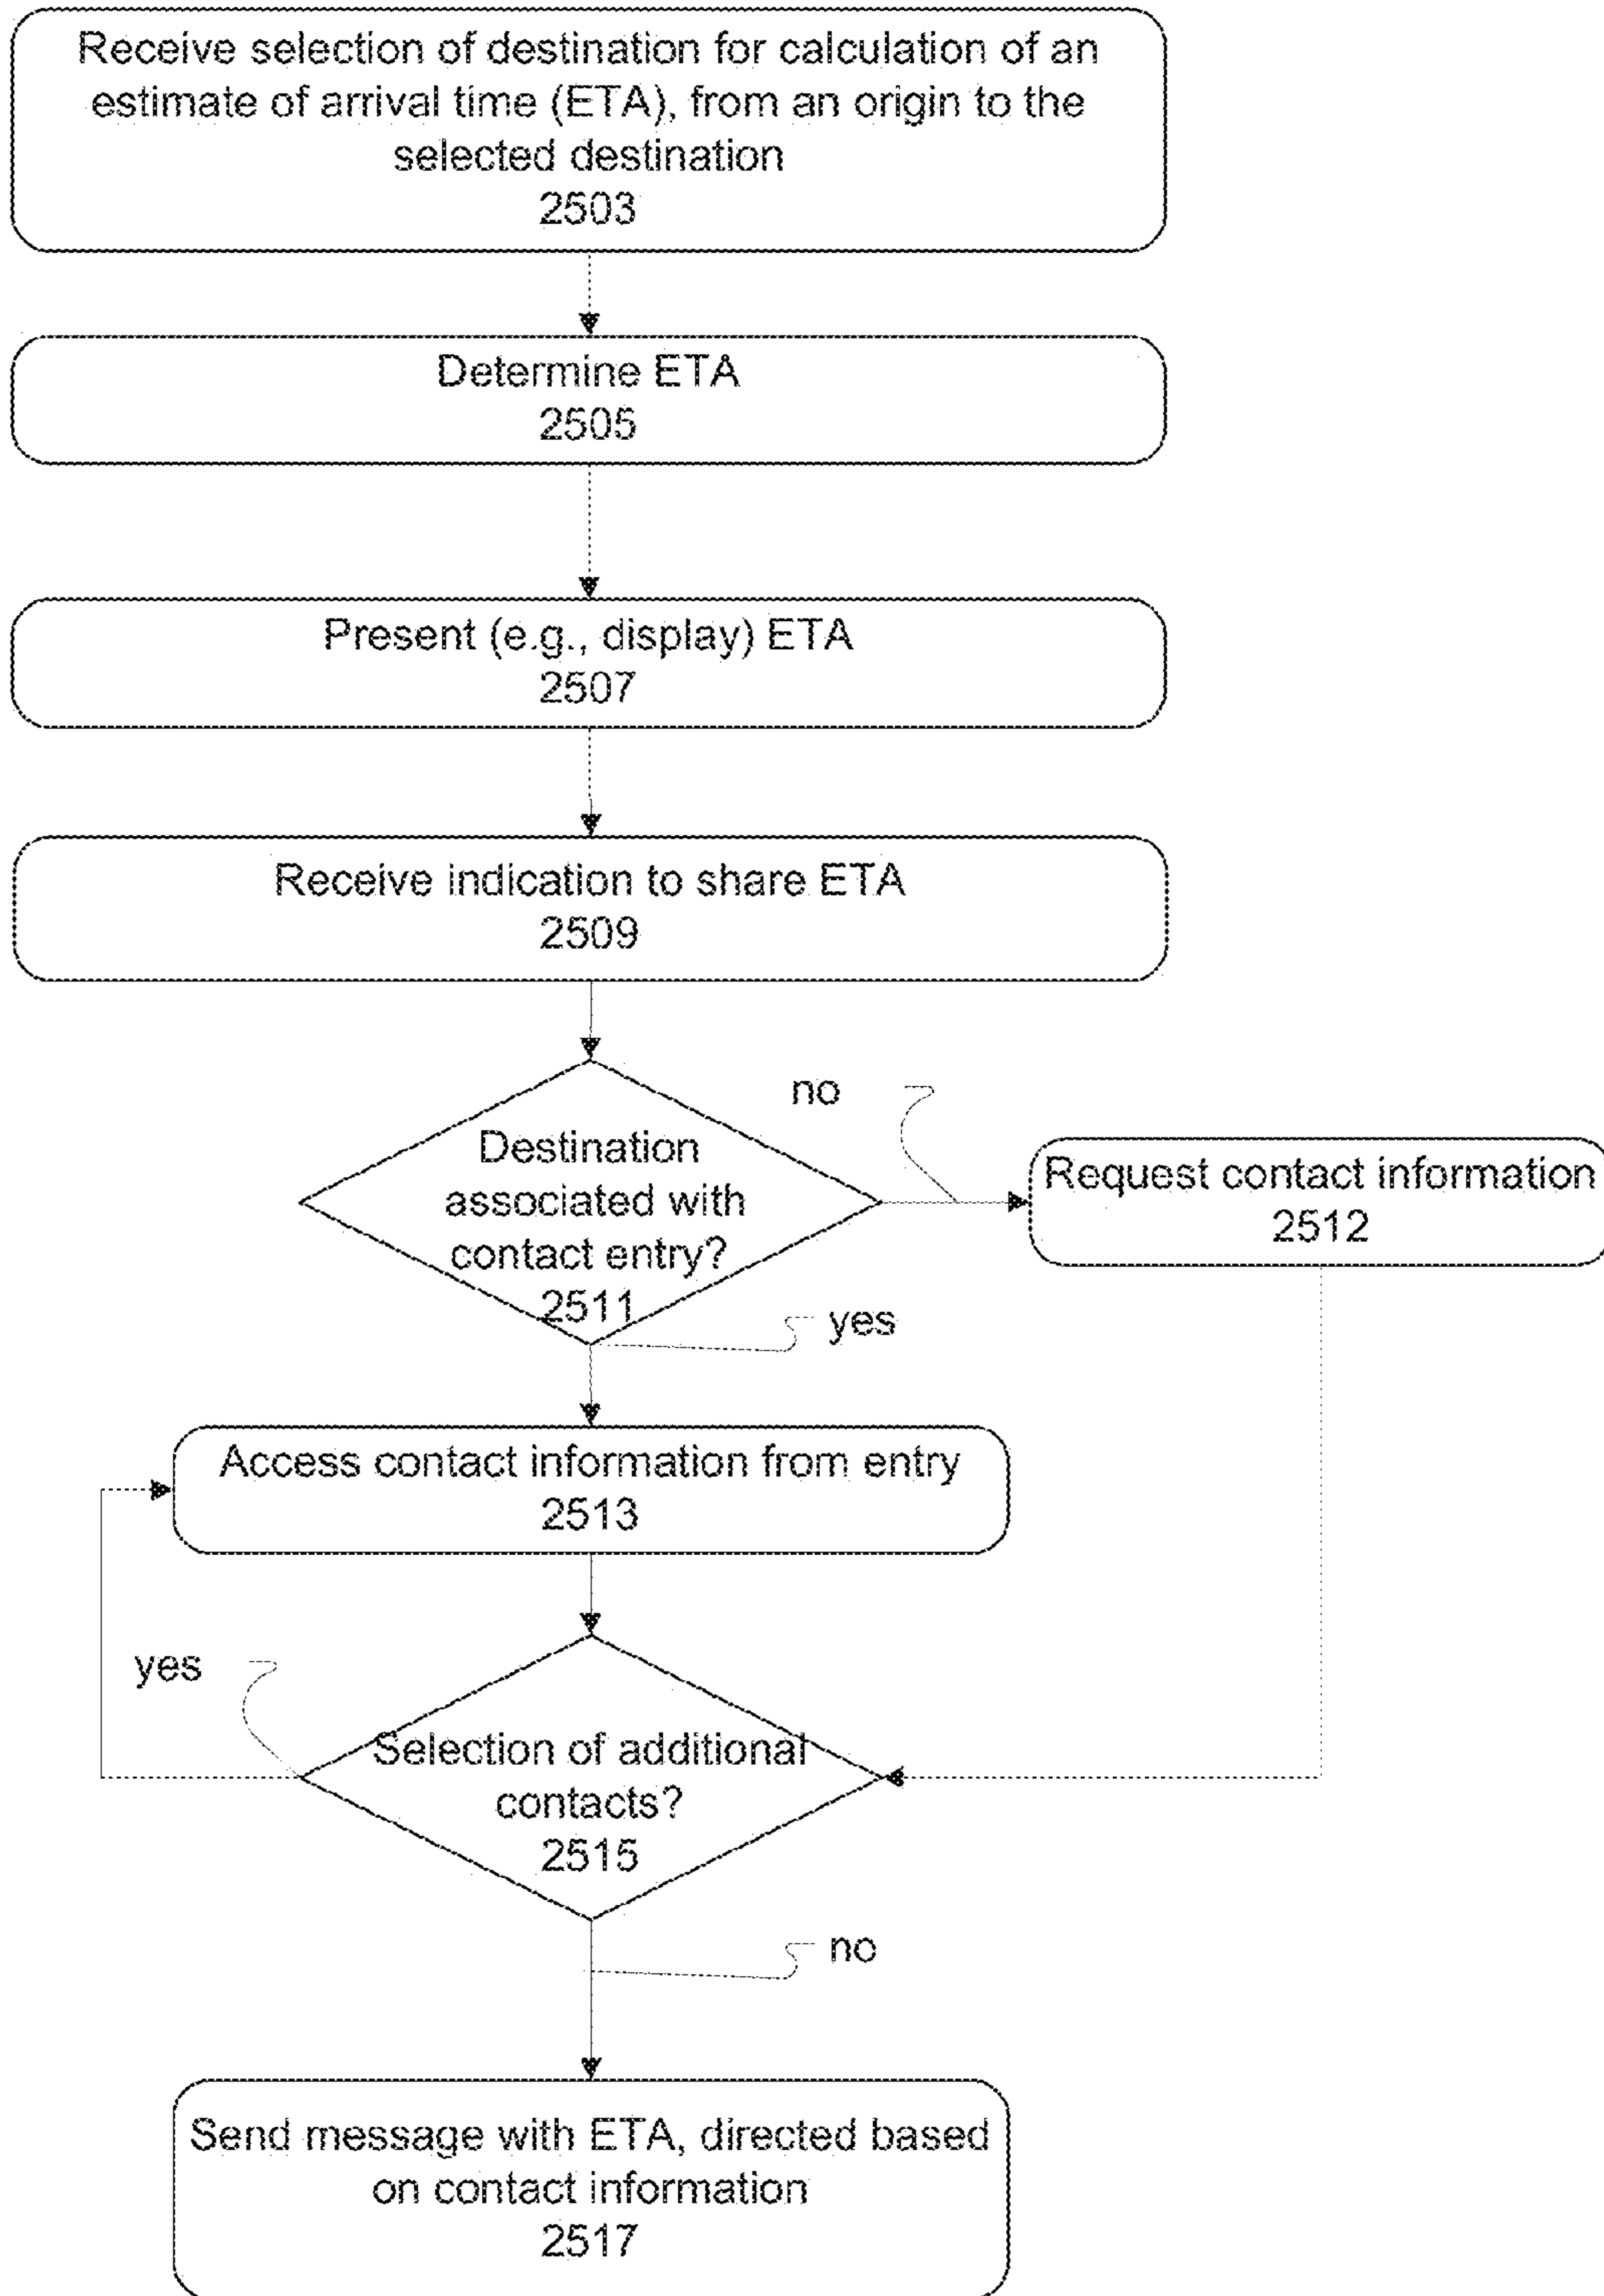 Receive selection of destination for calculation of an
estimate of arrival time (ETA), from an origin to the
selected destination
2503
Determine ETA
2505
Present (e.g., display) ETA
2507
Receive indication to share ETA
2509
no
Destination
associated with
contact entry?
2511
Request contact information
2512
yes
Access contact information from entry
2513
yes
Selection of additional
contacts?
2515
no
Send message with ETA, directed based
on contact information
2517